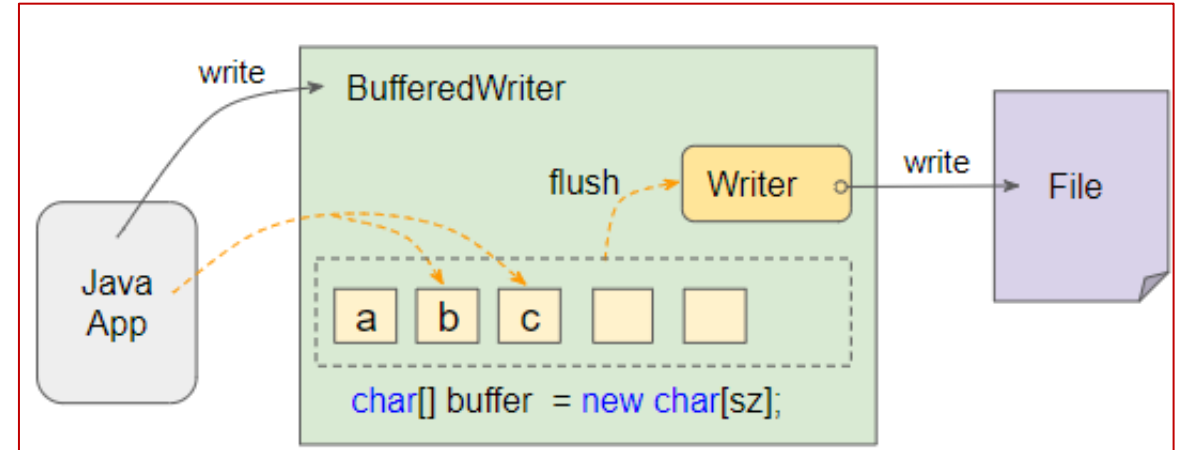 write
BufferedWriter
flush
Writer
write
File
Java
App
a b c
char[] buffer = new char[sz];